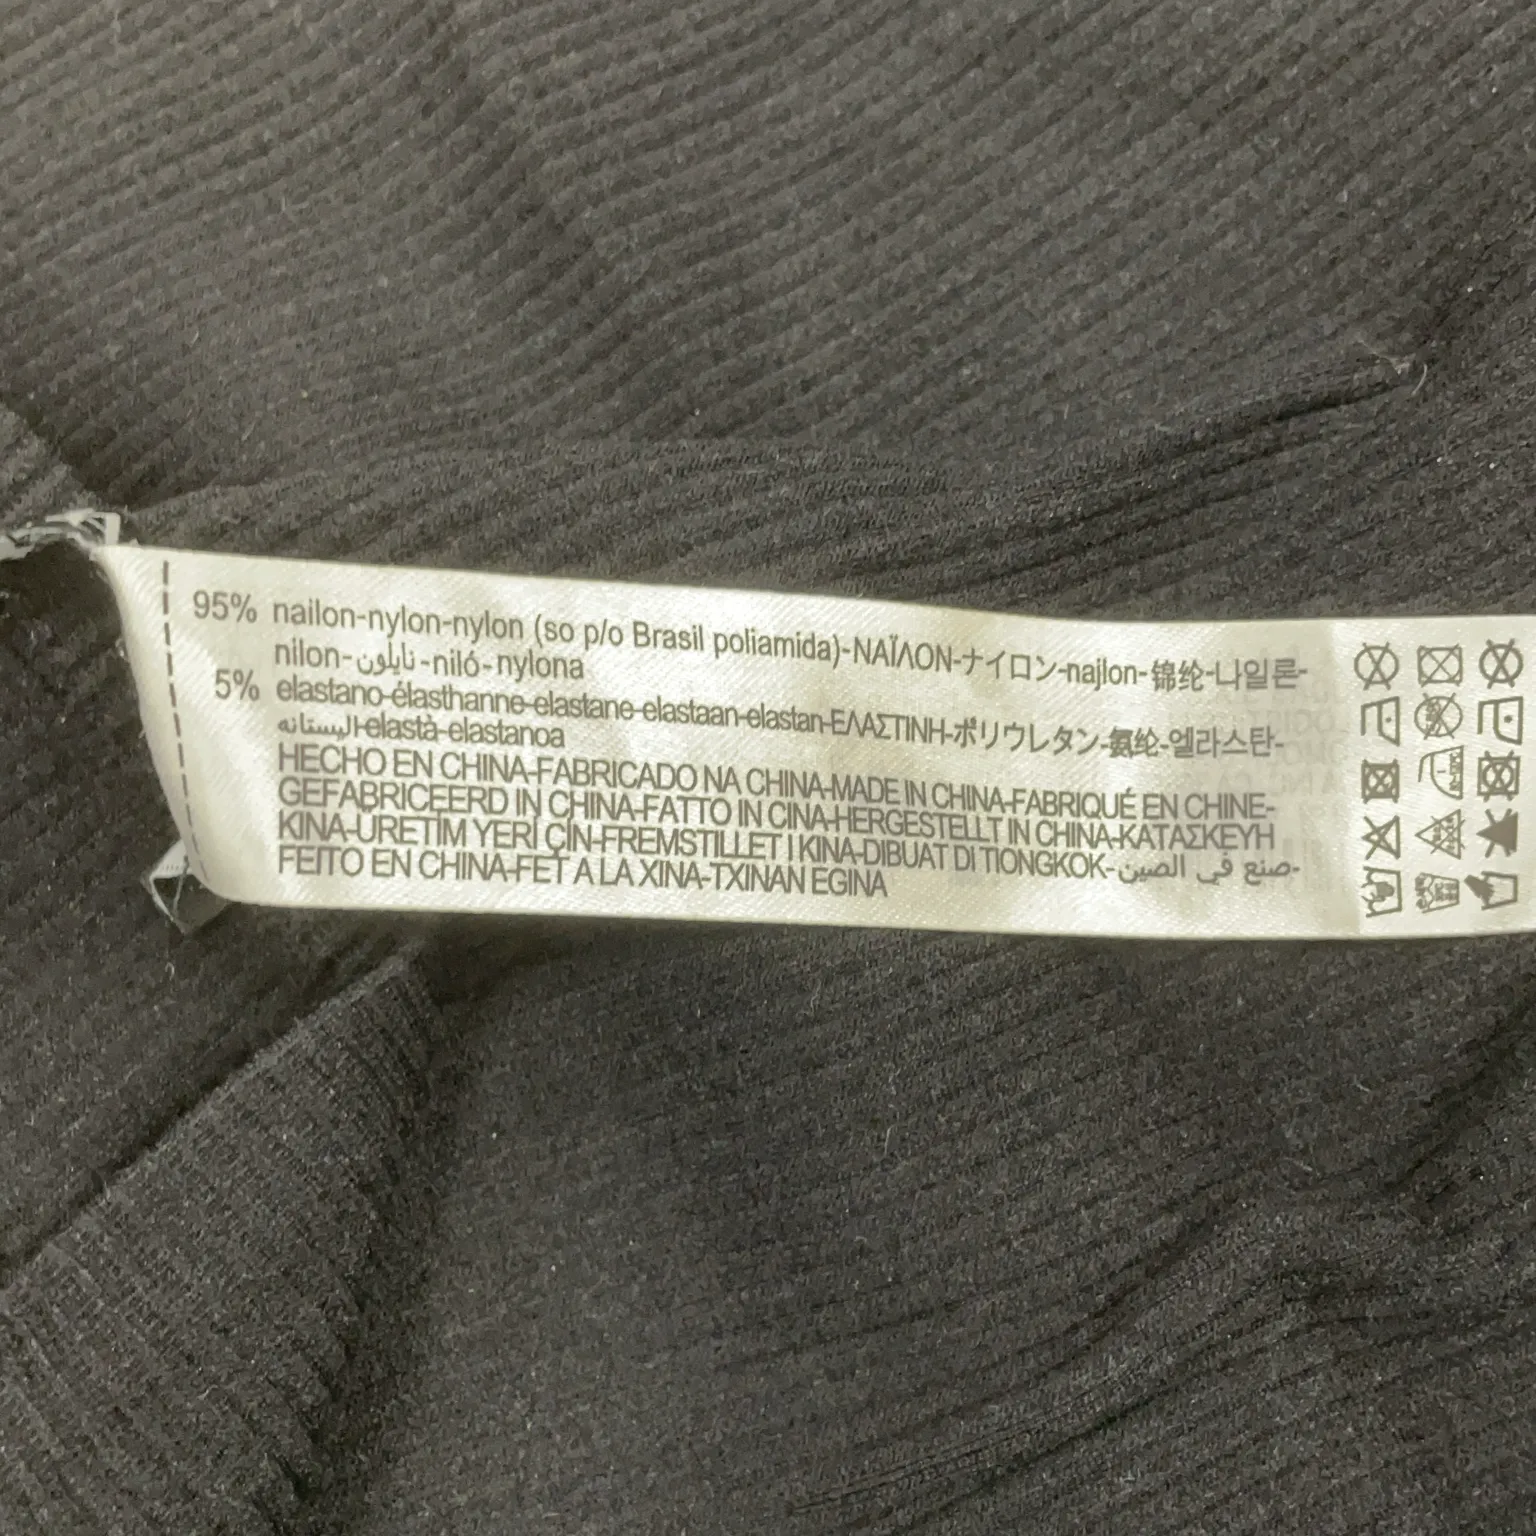 95% nailon-nylon-nylon (so p/o Brasil poliamida)-ΝΑΪΛΟΝ-ナイロン-najlon-锦纶-나일론-
nilon-نايلون-niló-nylona
5% elastano-élasthanne-elastane-elastaan-elastan-ΕΛΑΣΤΙΝΗ-ポリウレタン-氨纶-엘라스탄-
اليستانه-elastà-elastanoa
HECHO EN CHINA-FABRICADO NA CHINA-MADE IN CHINA-FABRIQUÉ EN CHINE-
GEFABRICEERD IN CHINA-FATTO IN CINA-HERGESTELLT IN CHINA-ΚΑΤΑΣΚΕΥΗ
ΚΙΝΑ-URETİM YERİ ÇİN-FREMSTILLET I KINA-DIBUAT DI TIONGKOK-صنع في الصين-
FEITO EN CHINA-FET A LA XINA-TXINAN EGINA